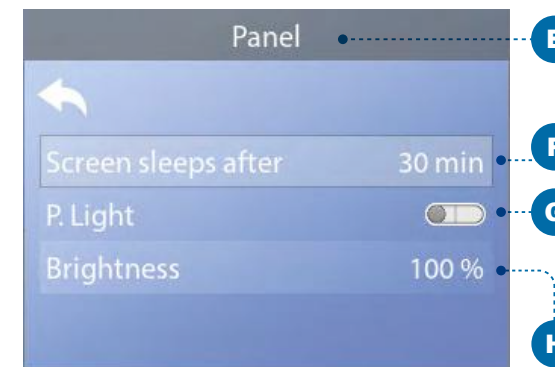 Panel
E
F
Screen sleeps after 30 min
P. Light
G
Brightness 100 %
H